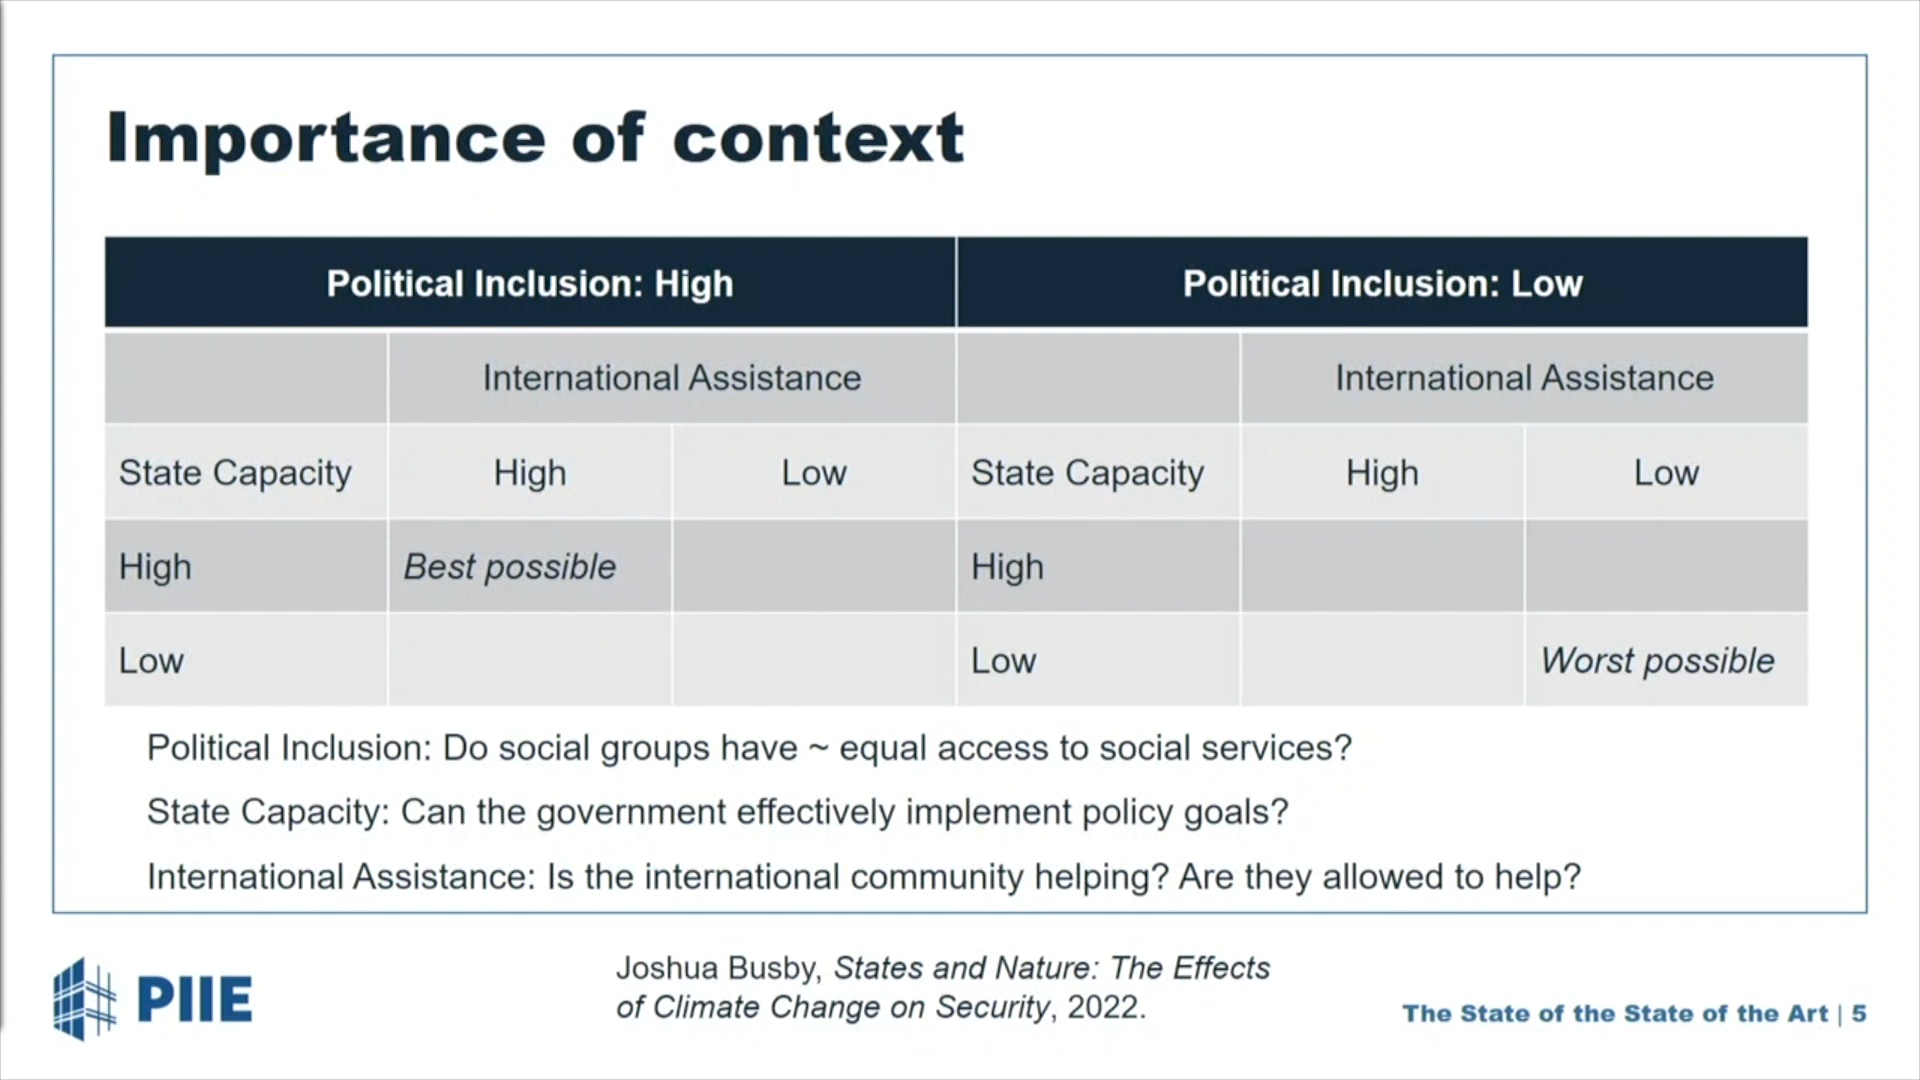 Importance of context
Political Inclusion: High Political Inclusion: Low
International Assistance International Assistance
State Capacity High Low State Capacity High Low
High Best possible High
Low Low Worst possible
Political Inclusion: Do social groups have ~ equal access to social services?
State Capacity: Can the government effectively implement policy goals?
International Assistance: Is the international community helping? Are they allowed to help?
PIIE
Joshua Busby, States and Nature: The Effects
of Climate Change on Security, 2022.
The State of the State of the Art | 5